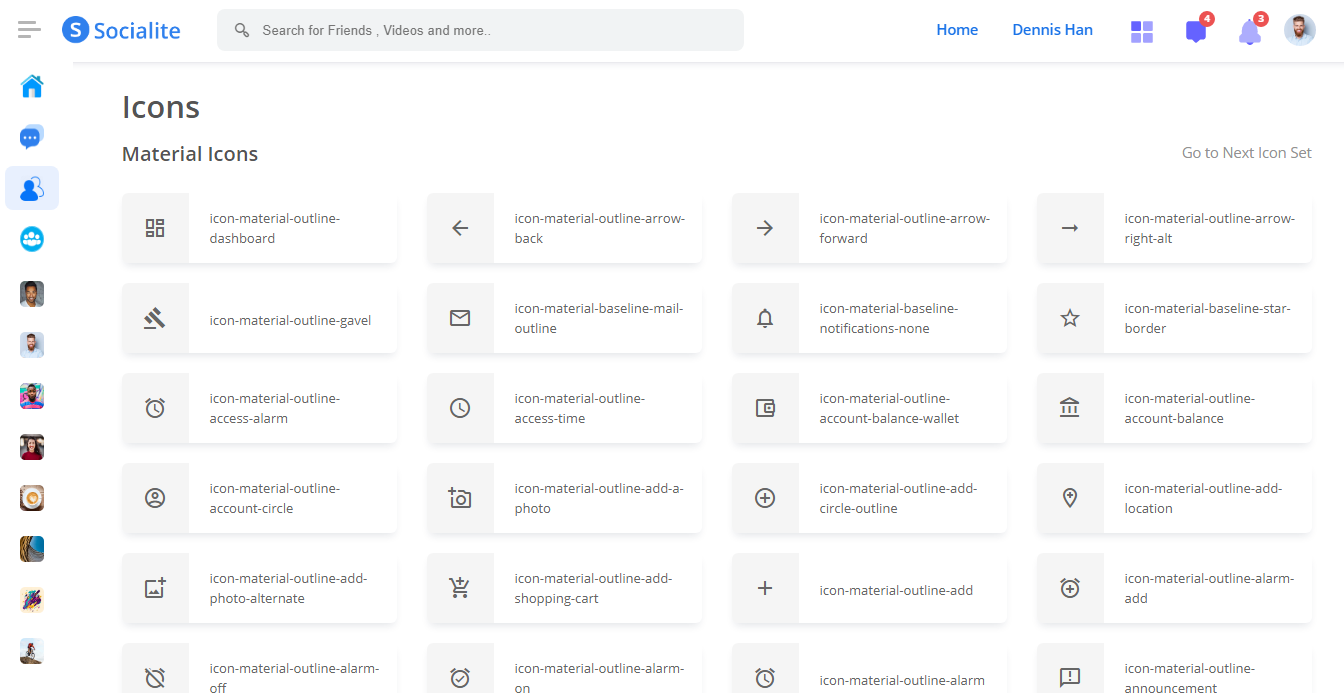 S Socialite
Search for Friends , Videos and more..
Home
Dennis Han
4
3
Icons
Material Icons
Go to Next Icon Set
icon-material-outline-
dashboard
icon-material-outline-arrow-
back
icon-material-outline-arrow-
forward
icon-material-outline-arrow-
right-alt
icon-material-outline-gavel
icon-material-baseline-mail-
outline
icon-material-baseline-
notifications-none
icon-material-baseline-star-
border
icon-material-outline-
access-alarm
icon-material-outline-
access-time
icon-material-outline-
account-balance-wallet
icon-material-outline-
account-balance
icon-material-outline-
account-circle
icon-material-outline-add-a-
photo
icon-material-outline-add-
circle-outline
icon-material-outline-add-
location
icon-material-outline-add-
photo-alternate
icon-material-outline-add-
shopping-cart
icon-material-outline-add
icon-material-outline-alarm-
add
icon-material-outline-alarm-
off
icon-material-outline-alarm-
on
icon-material-outline-alarm
icon-material-outline-
announcement